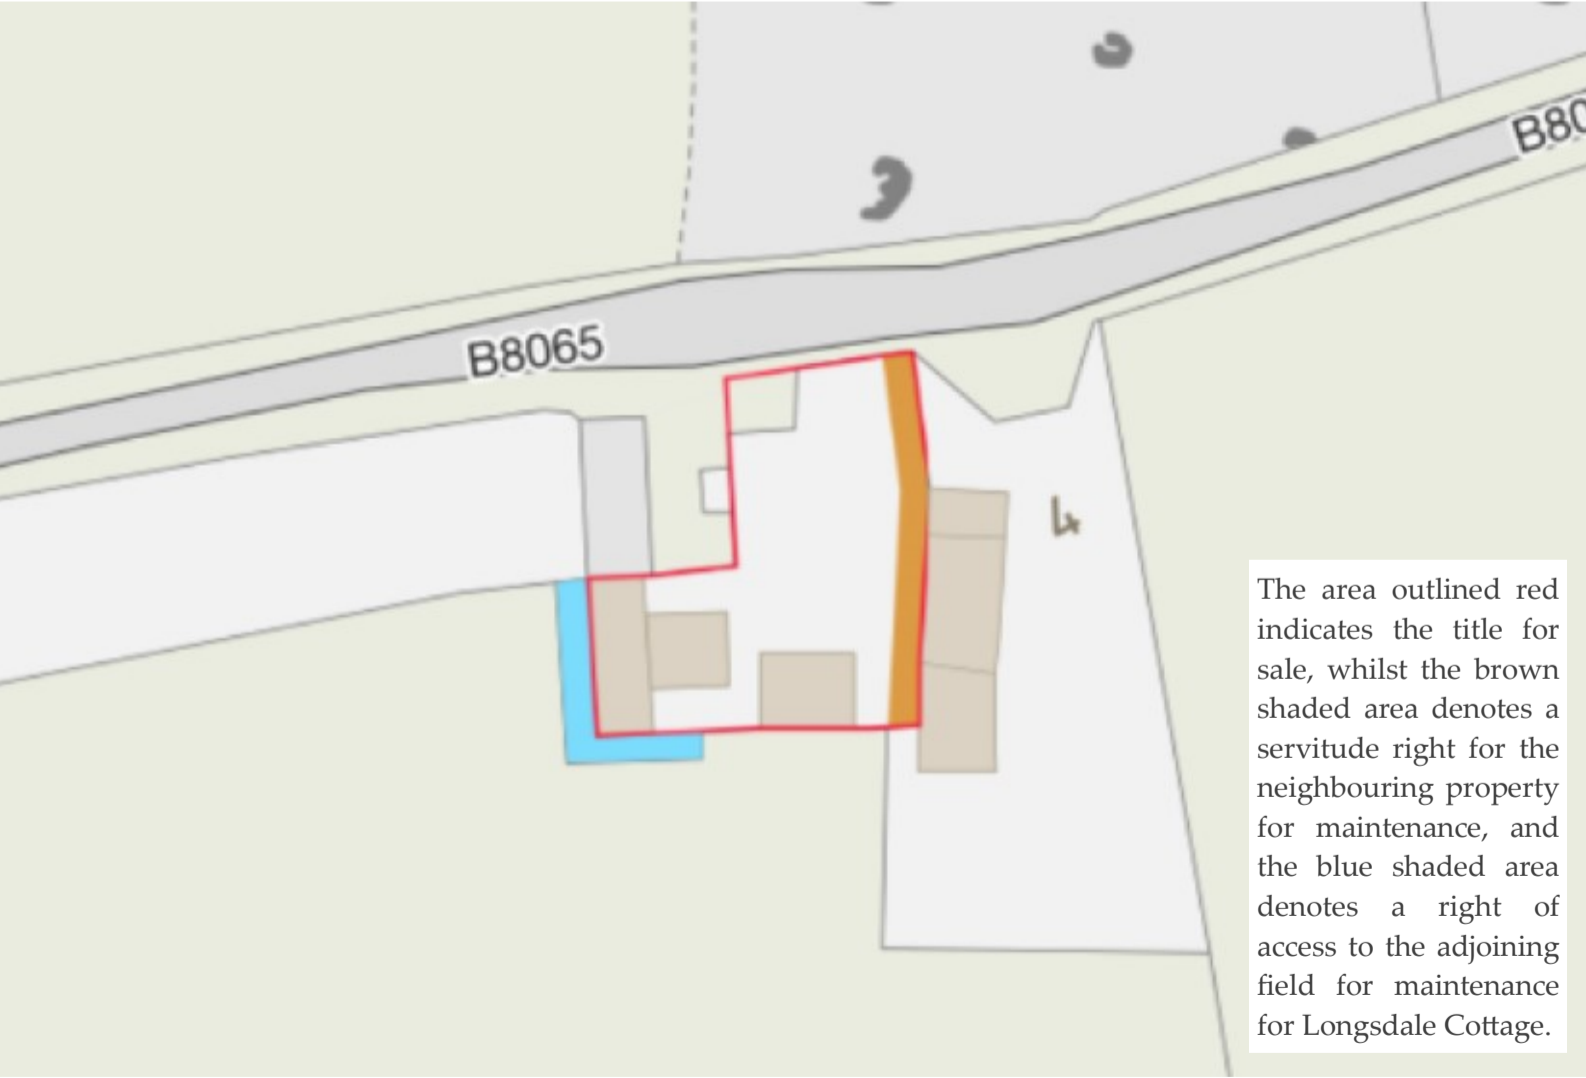 B80
B8065
4
The area outlined red
indicates the title for
sale, whilst the brown
shaded area denotes a
servitude right for the
neighbouring property
for maintenance, and
the blue shaded area
denotes a right of
access to the adjoining
field for maintenance
for Longsdale Cottage.